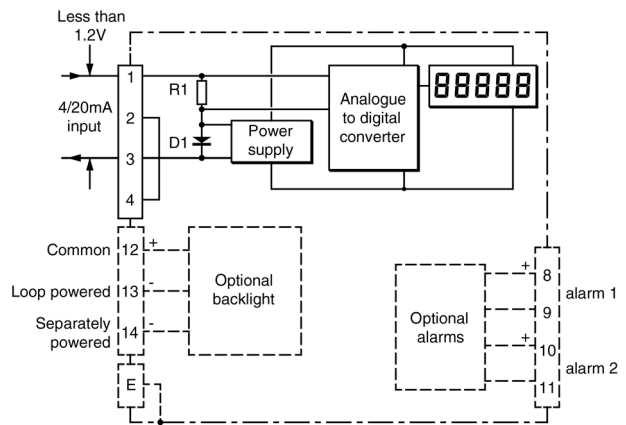 Less than
1.2V
1
R1
88888
Analogue
to digital
converter
4/20mA
input
2
D1
Power
supply
3
4
Common
12
+
Optional
backlight
Loop powered
13
-
Separately
powered
14
-
E
Optional
alarms
+
8
alarm 1
9
+
10
alarm 2
11